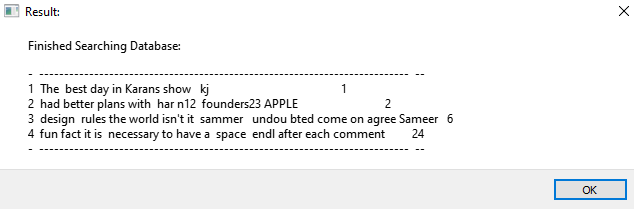 Result:
Finished Searching Database:
- -------------------------------------------------------------------------- --
1 The best day in Karans show kj 1
2 had better plans with har n12 founders23 APPLE 2
3 design rules the world isn't it sammer undou bted come on agree Sameer 6
4 fun fact it is necessary to have a space endl after each comment 24
- -------------------------------------------------------------------------- --
OK